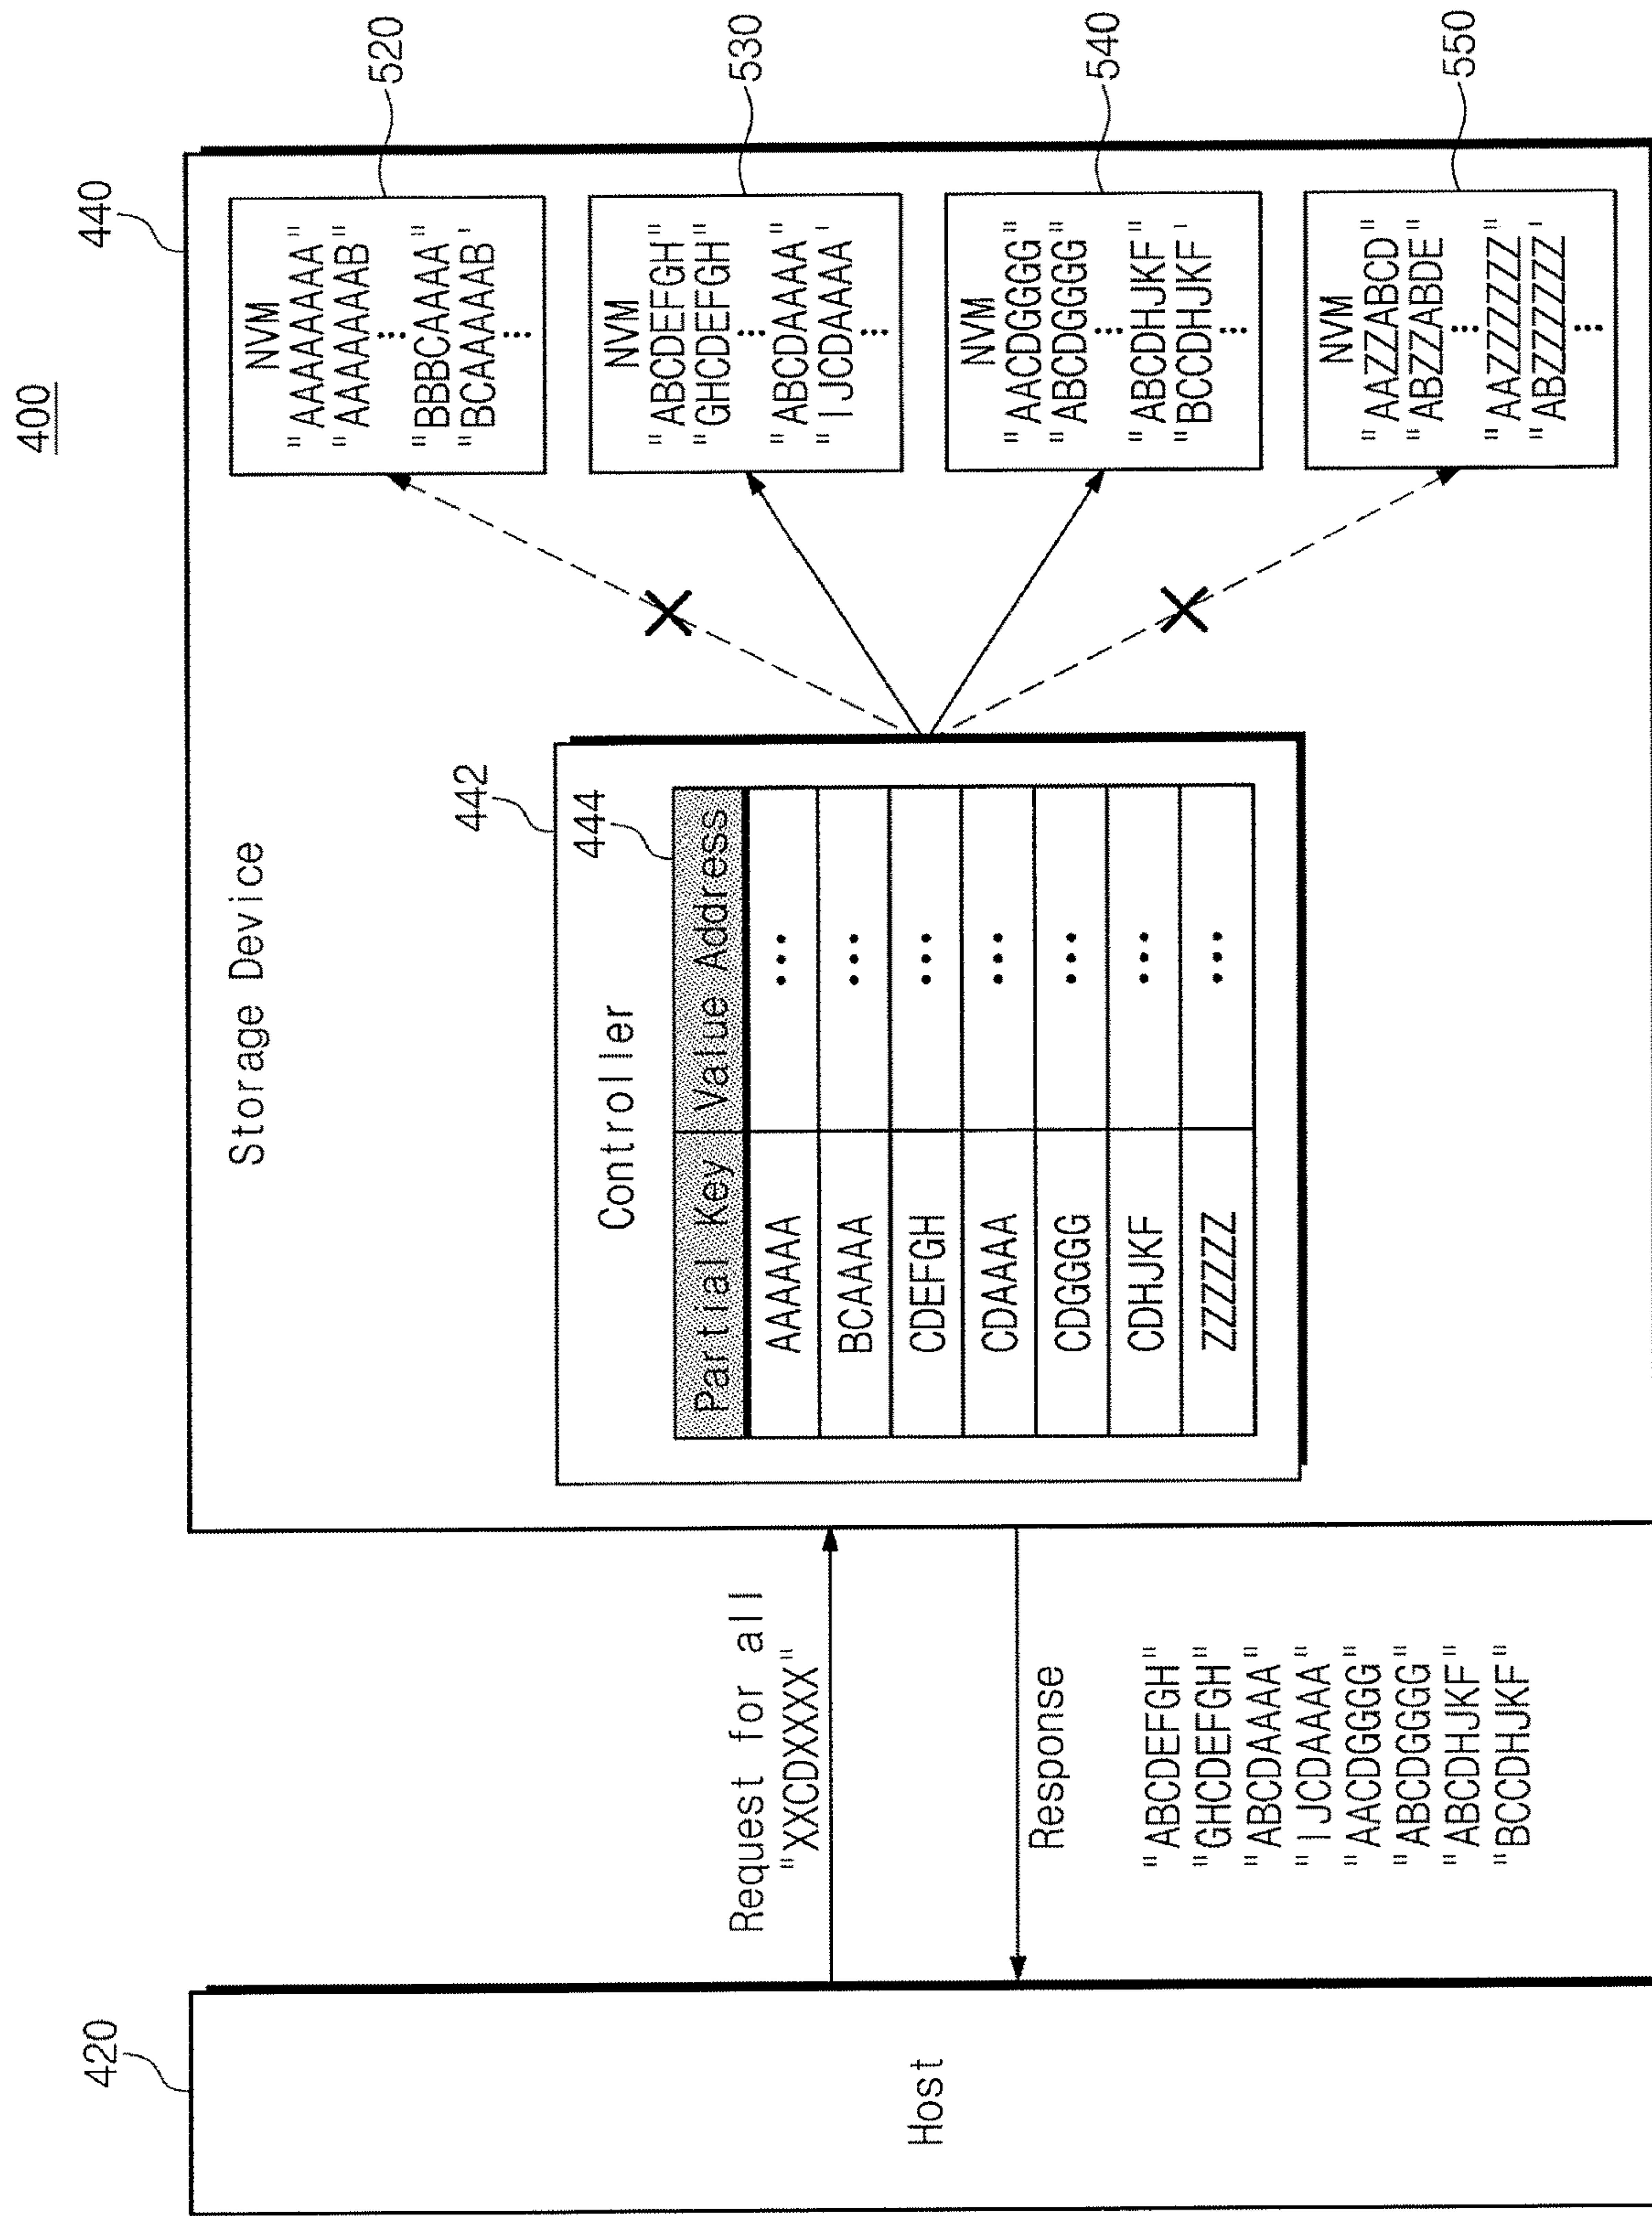 400
420
440
Host
Request for all
"XXCDXXXX"
Response
"ABCDEFGH"
"GHCDEFGH"
"ABCDAAAA"
"IJCDAAAA"
"AACDGGGG"
"ABCDGGGG"
"ABCDHJKF"
"BCCDHJKF"
Storage Device
442
Controller
444
Partial Key Value Address
AAAAAA ...
BCAAAA ...
CDEFGH ...
CDAAAA ...
CDGGGG ...
CDHJKF ...
ZZZZZZ ...
NVM
"AAAAAAAA"
"AAAAAAAB"
...
"BBBCAAAA"
"BCAAAAAB'
...
520
NVM
"ABCDEFGH"
"GHCDEFGH"
...
"ABCDAAAA"
"IJCDAAAA'
...
530
NVM
"AACDGGGG"
"ABCDGGGG"
...
"ABCDHJKF"
"BCCDHJKF'
...
540
NVM
"AAZZABCD"
"ABZZABDE"
...
"AAZZZZZZ"
"ABZZZZZZ'
...
550